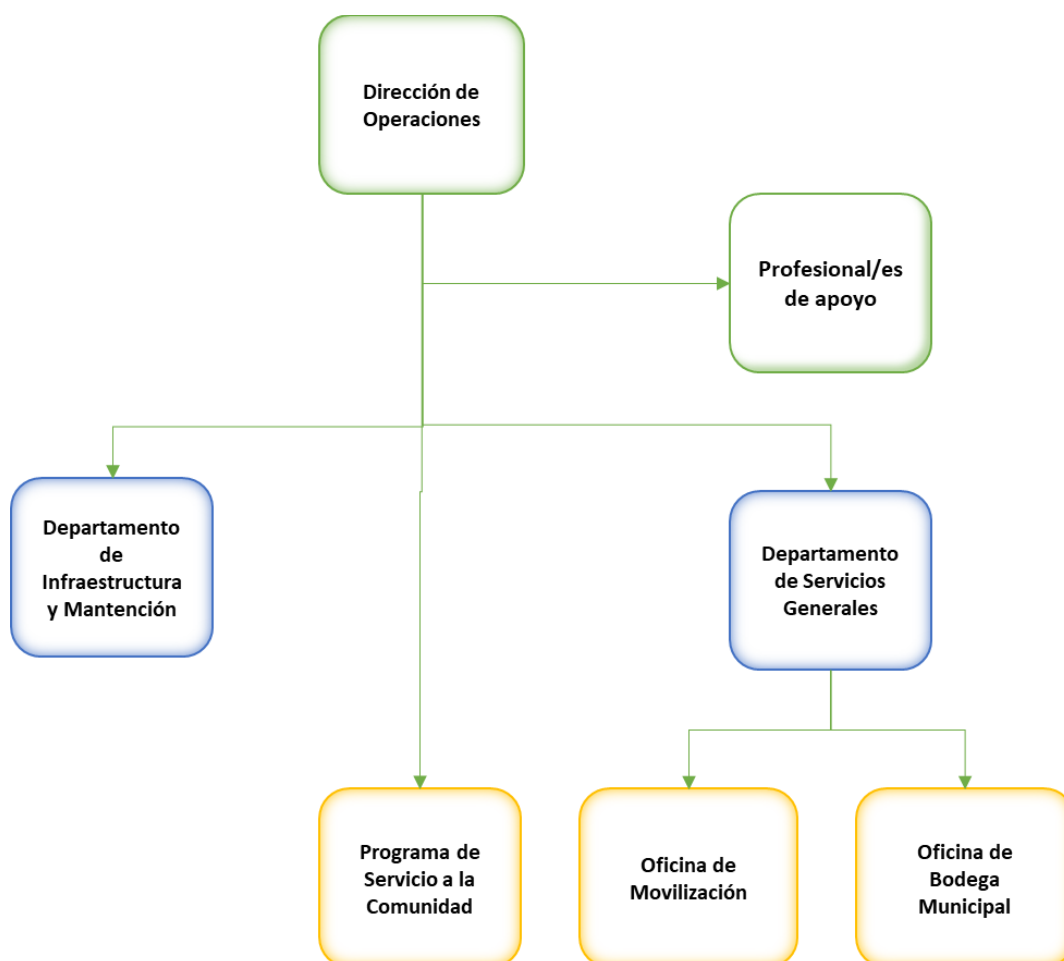 Dirección de
Operaciones
Profesional/es
de apoyo
Departamento
de
Infraestructura
y Mantención
Departamento
de Servicios
Generales
Programa de
Servicio a la
Comunidad
Oficina de
Movilización
Oficina de
Bodega
Municipal